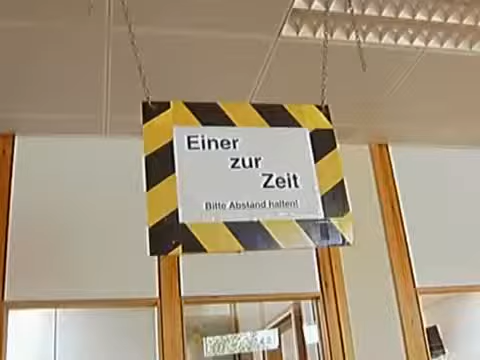 Einer
zur
Zeit
Bitte Abstand halten!